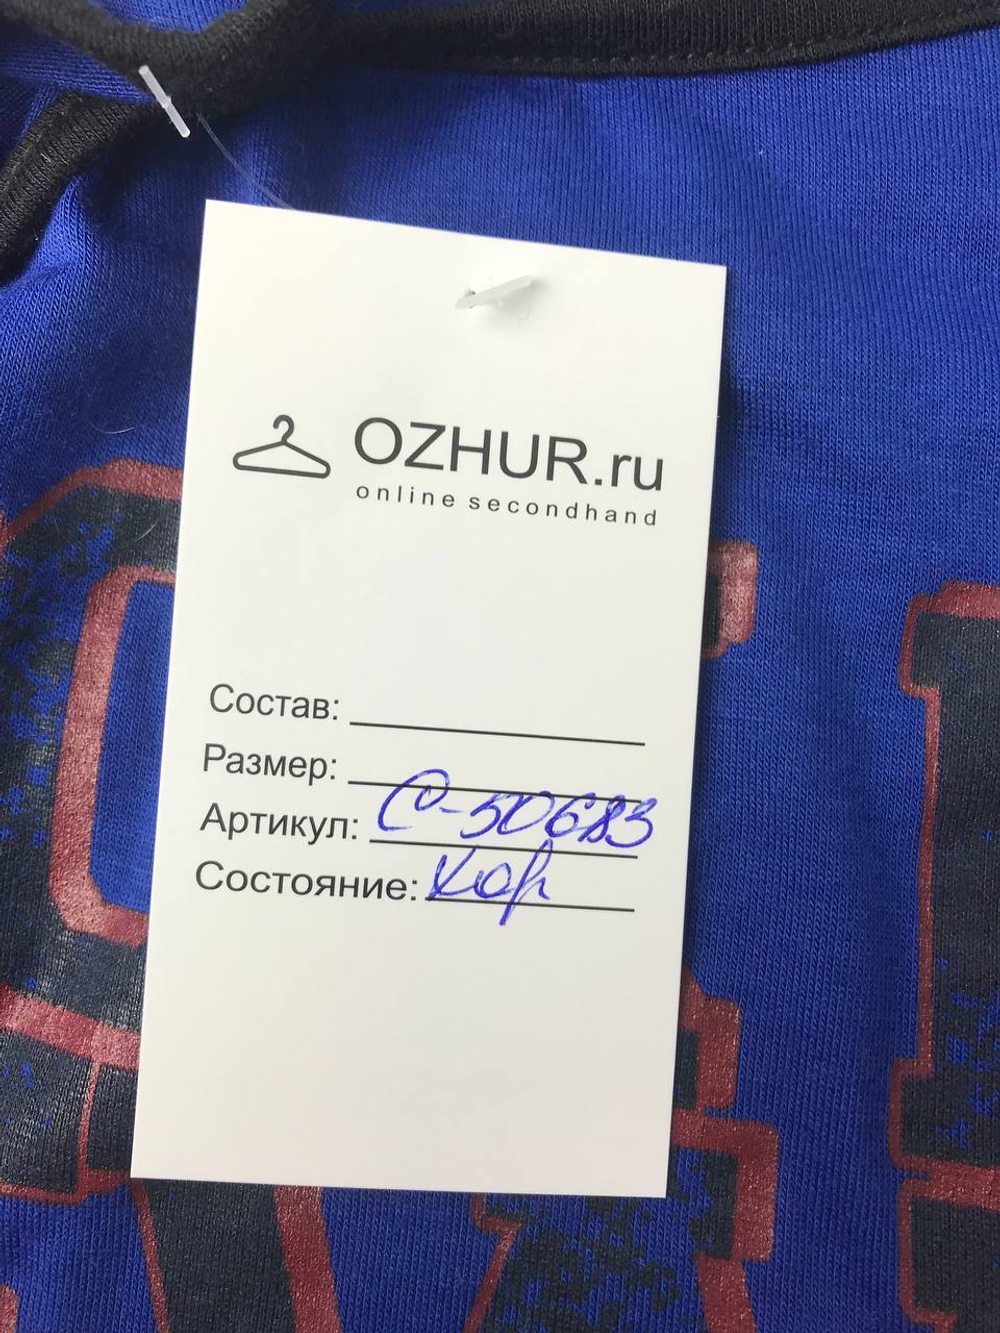 OZHUR.ru
online secondhand
Состав:
Размер:
Артикул: С-50683
Состояние: хор